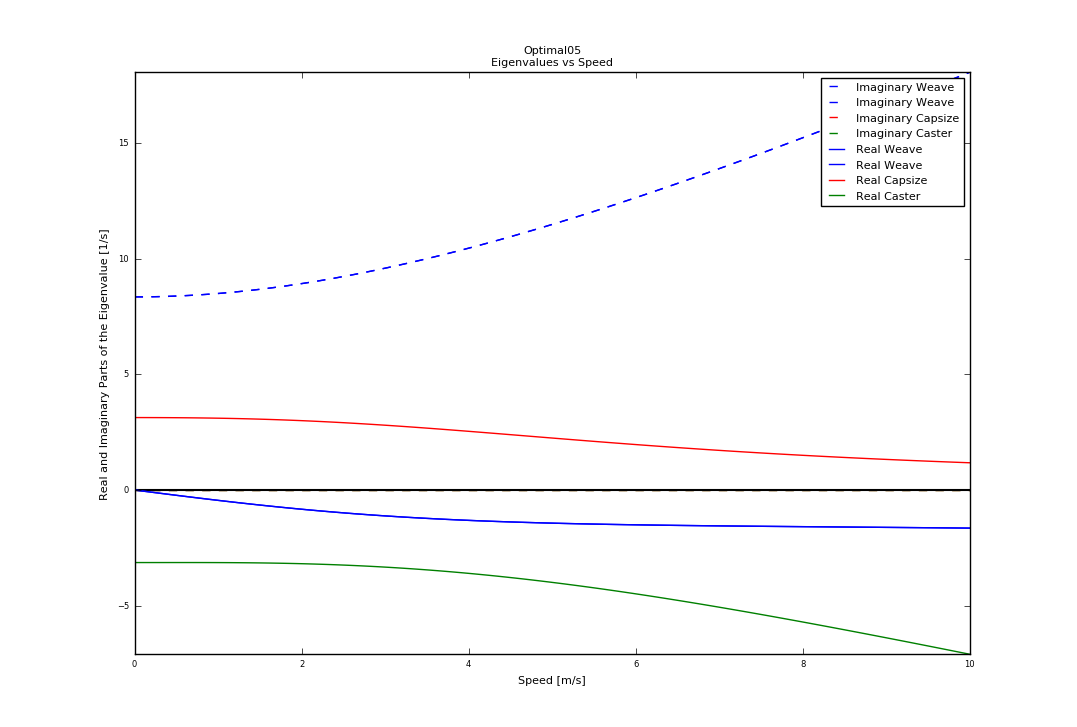 Optimal05
Eigenvalues vs Speed
Imaginary Weave
Imaginary Weave
Imaginary Capsize
Imaginary Caster
Real Weave
Real Weave
Real Capsize
Real Caster
Real and Imaginary Parts of the Eigenvalue [1/s]
15
10
5
0
−5
0 2 4 6 8 10
Speed [m/s]